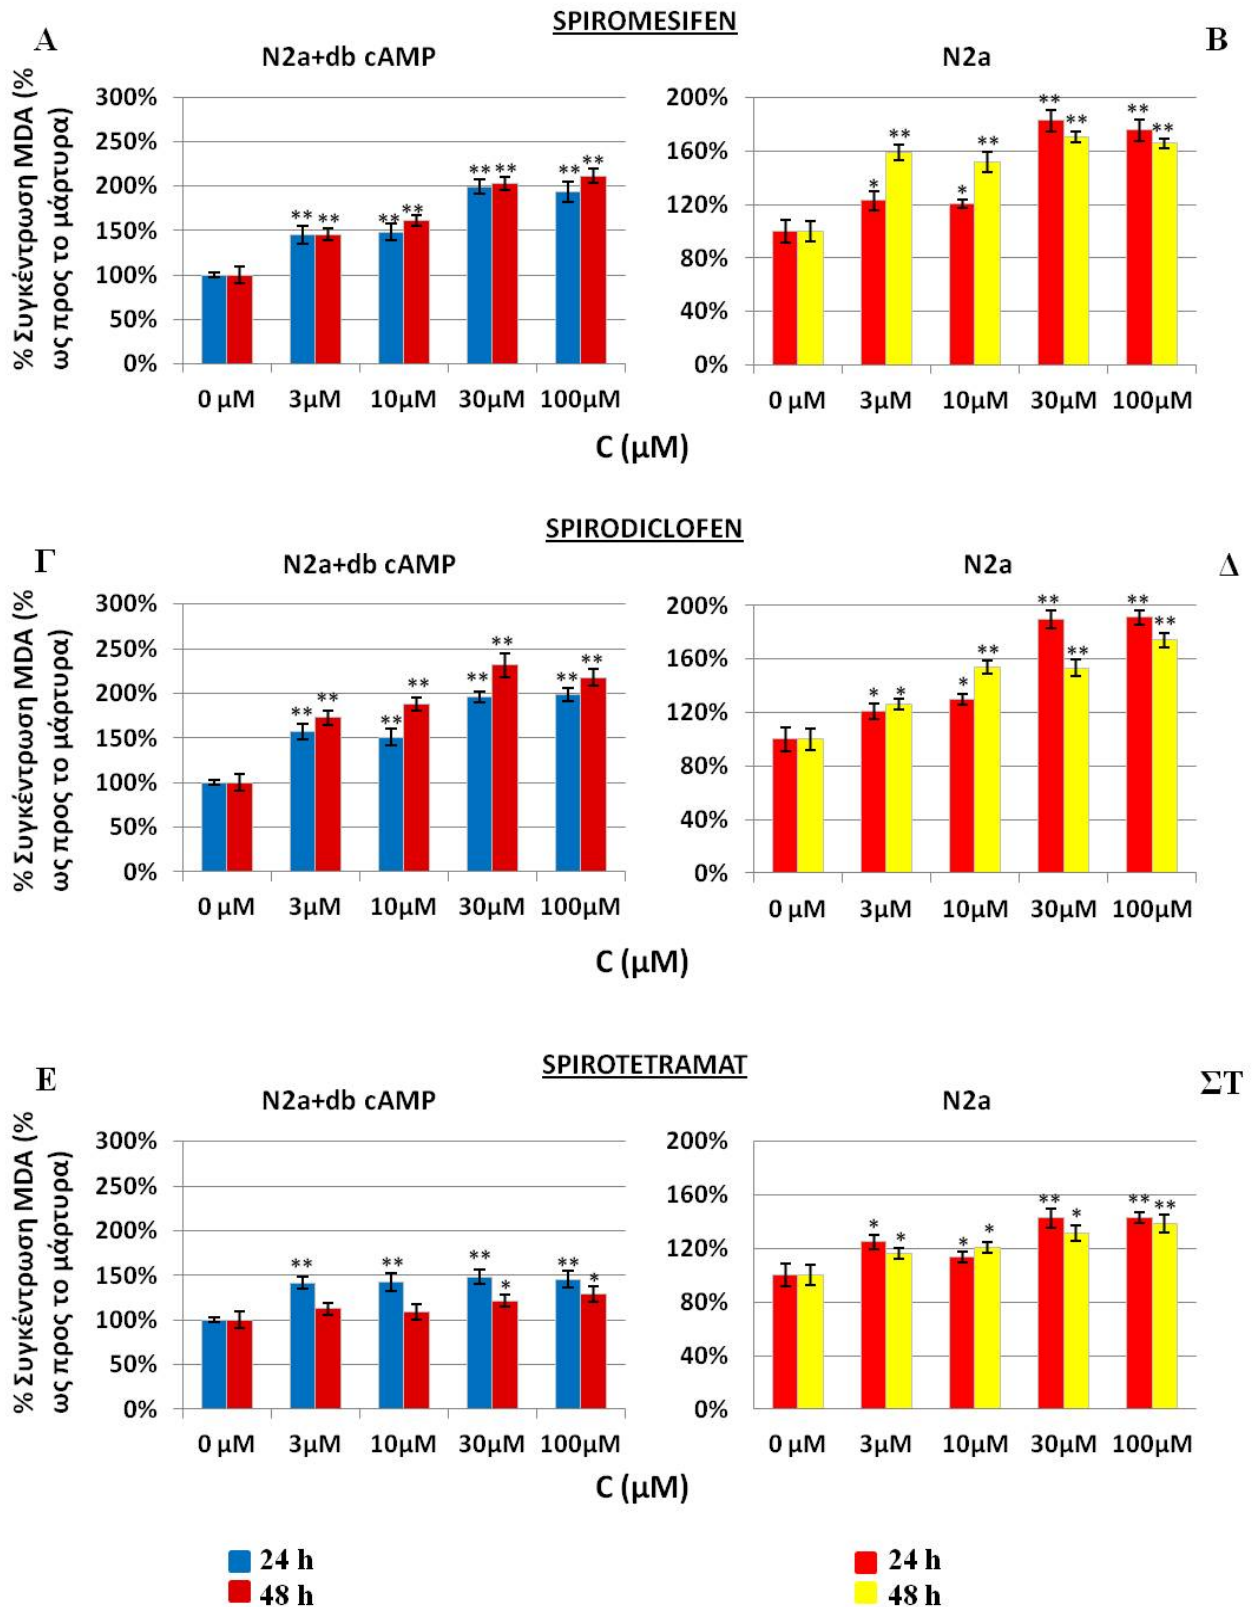 SPIROMESIFEN
A
N2a+db cAMP
N2a
B
% Συγκέντρωση MDA (%
ως προς το μάρτυρα)
300%
250%
200%
150%
100%
50%
0%
** **
** **
** **
** **
0 μM 3μM 10μM 30μM 100μM
200%
160%
120%
80%
40%
0%
* **
* **
** **
** **
0 μM 3μM 10μM 30μM 100μM
C (μM)
SPIRODICLOFEN
Γ
N2a+db cAMP
N2a
Δ
% Συγκέντρωση MDA (%
ως προς το μάρτυρα)
300%
250%
200%
150%
100%
50%
0%
** **
** **
** **
** **
0 μM 3μM 10μM 30μM 100μM
200%
160%
120%
80%
40%
0%
* *
* **
** **
** **
0 μM 3μM 10μM 30μM 100μM
C (μM)
SPIROTETRAMAT
E
N2a+db cAMP
N2a
ΣΤ
% Συγκέντρωση MDA (%
ως προς το μάρτυρα)
300%
250%
200%
150%
100%
50%
0%
**
**
** *
** *
0 μM 3μM 10μM 30μM 100μM
200%
160%
120%
80%
40%
0%
* *
* *
** *
** **
0 μM 3μM 10μM 30μM 100μM
C (μM)
24 h
48 h
24 h
48 h